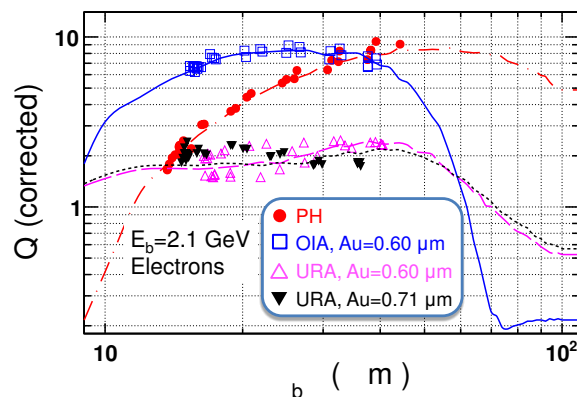 10
1
Q (corrected)
E_b=2.1 GeV
Electrons
PH
OIA, Au=0.60 μm
URA, Au=0.60 μm
URA, Au=0.71 μm
10 10²
b ( m)